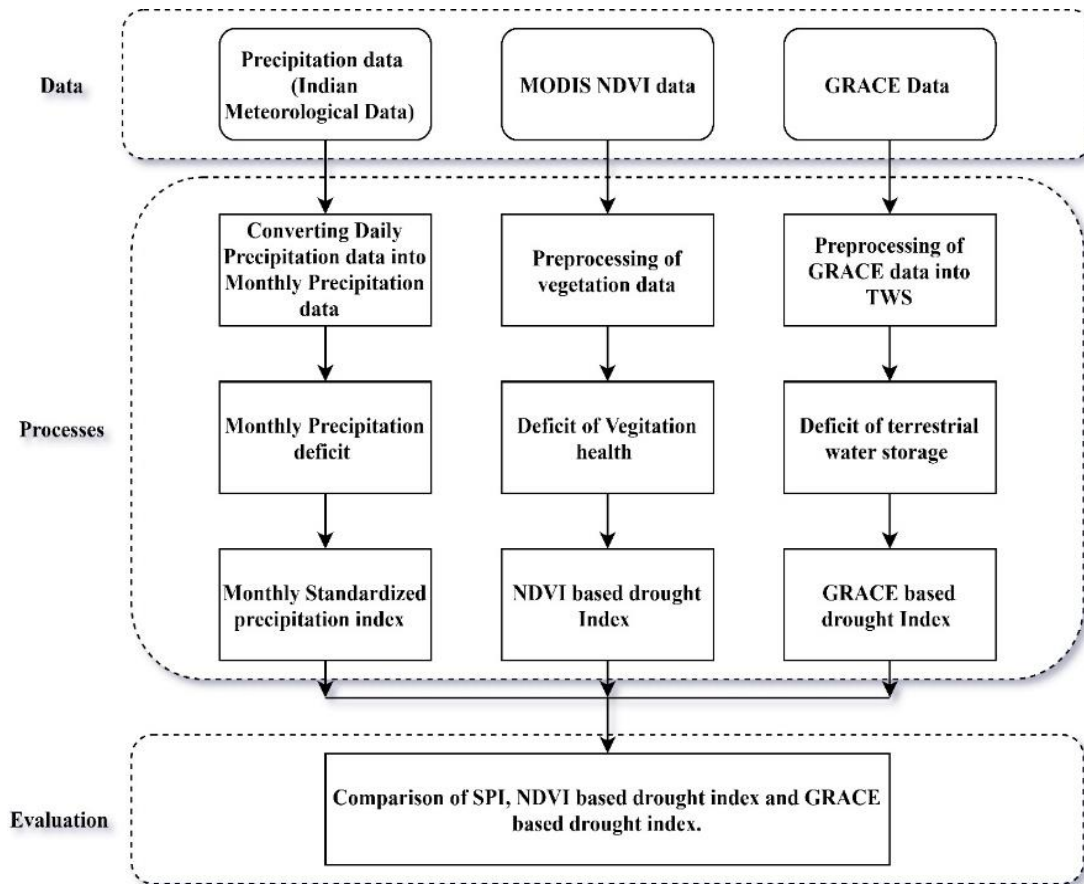 Data
Precipitation data
(Indian
Meteorological Data)
MODIS NDVI data
GRACE Data
Processes
Converting Daily
Precipitation data into
Monthly Precipitation
data
Preprocessing of
vegetation data
Preprocessing of
GRACE data into
TWS
Monthly Precipitation
deficit
Deficit of Vegitation
health
Deficit of terrestrial
water storage
Monthly Standardized
precipitation index
NDVI based drought
Index
GRACE based
drought Index
Evaluation
Comparison of SPI, NDVI based drought index and GRACE
based drought index.